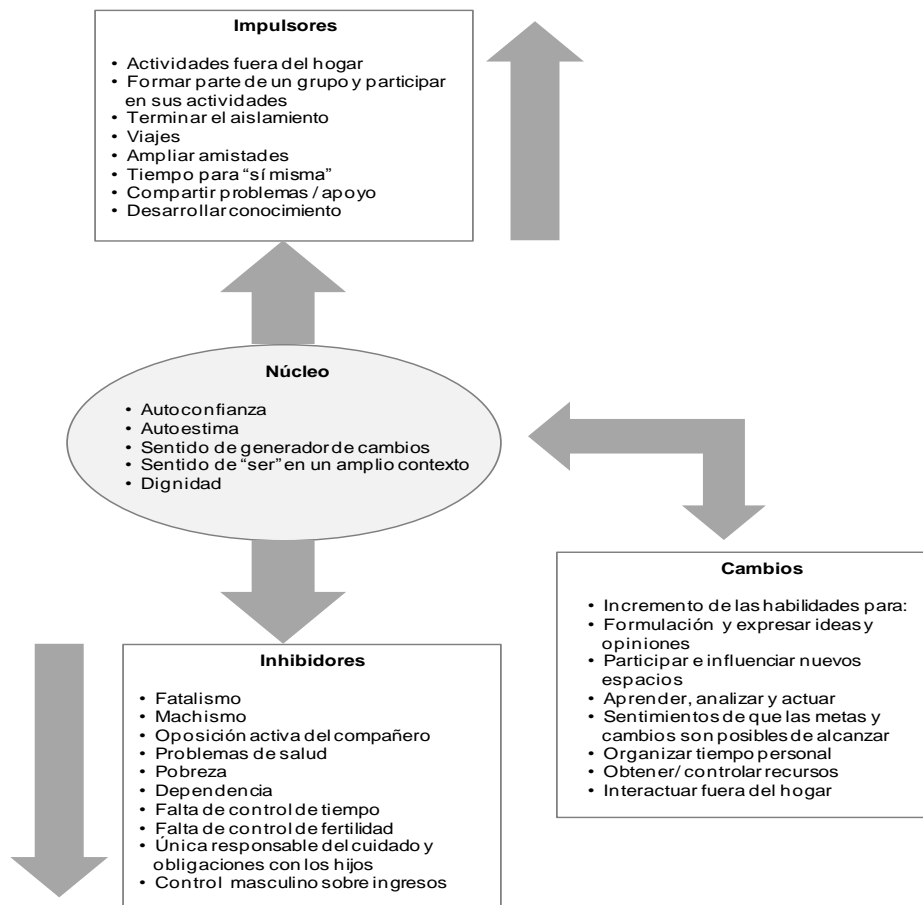 Impulsores
• Actividades fuera del hogar
• Formar parte de un grupo y participar
en sus actividades
• Terminar el aislamiento
• Viajes
• Ampliar amistades
• Tiempo para “sí misma”
• Compartir problemas / apoyo
• Desarrollar conocimiento
Núcleo
• Autoconfianza
• Autoestima
• Sentido de generador de cambios
• Sentido de “ser” en un amplio contexto
• Dignidad
Cambios
• Incremento de las habilidades para:
• Formulación y expresar ideas y
opiniones
• Participar e influenciar nuevos
espacios
• Aprender, analizar y actuar
• Sentimientos de que las metas y
cambios son posibles de alcanzar
• Organizar tiempo personal
• Obtener/ controlar recursos
• Interactuar fuera del hogar
Inhibidores
• Fatalismo
• Machismo
• Oposición activa del compañero
• Problemas de salud
• Pobreza
• Dependencia
• Falta de control de tiempo
• Falta de control de fertilidad
• Única responsable del cuidado y
obligaciones con los hijos
• Control masculino sobre ingresos